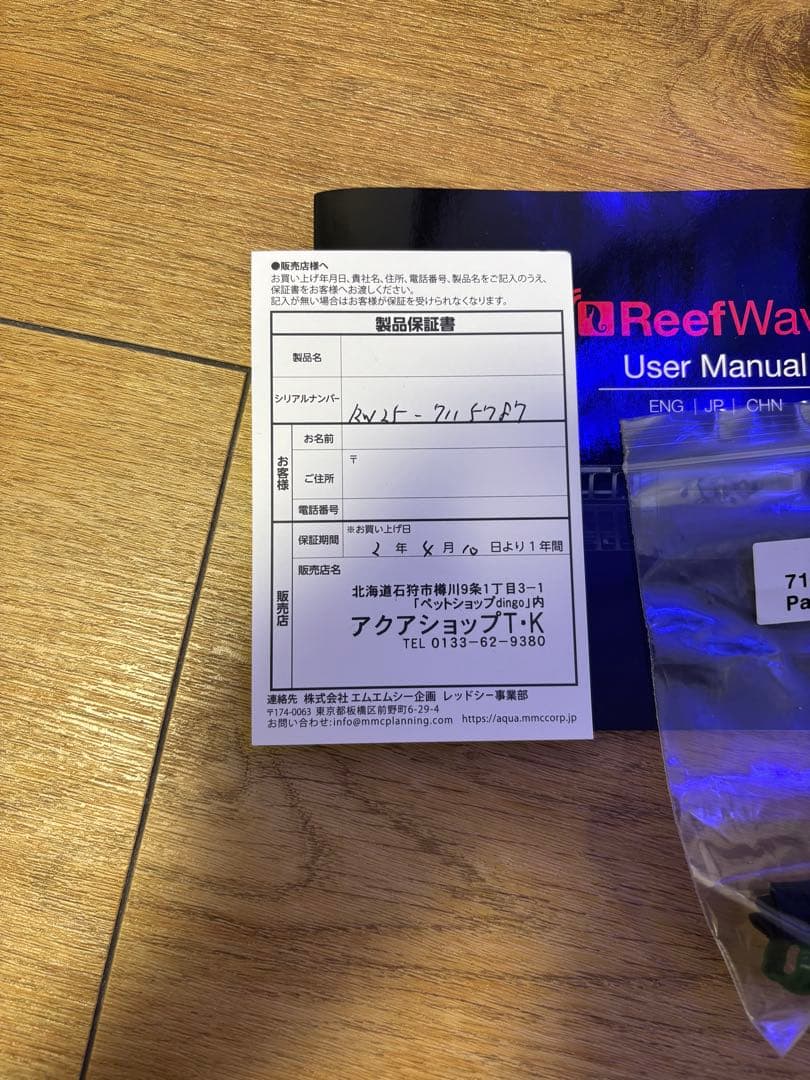 ●販売店様へ
お買い上げ年月日、貴社名、住所、電話番号、製品名をご記入のうえ、
保証書をお客様へお渡しください。
記入が無い場合はお客様が保証を受けられなくなります。
製品保証書
製品名
シリアルナンバー RW25-7115787
お客様
お名前
ご住所 〒
電話番号
販売店
保証期間 ※お買い上げ日
2年4月10日より1年間
販売店名
北海道石狩市樽川9条1丁目3-1
「ペットショップdingo」内
アクアショップT・K
TEL 0133-62-9380
連絡先 株式会社 エムエムシー企画 レッドシー事業部
〒174-0063 東京都板橋区前野町6-29-4
お問い合わせ:info@mmcplanning.com https://aqua.mmccorp.jp
ReefWav
User Manual
ENG | JP | CHN
71
Pa